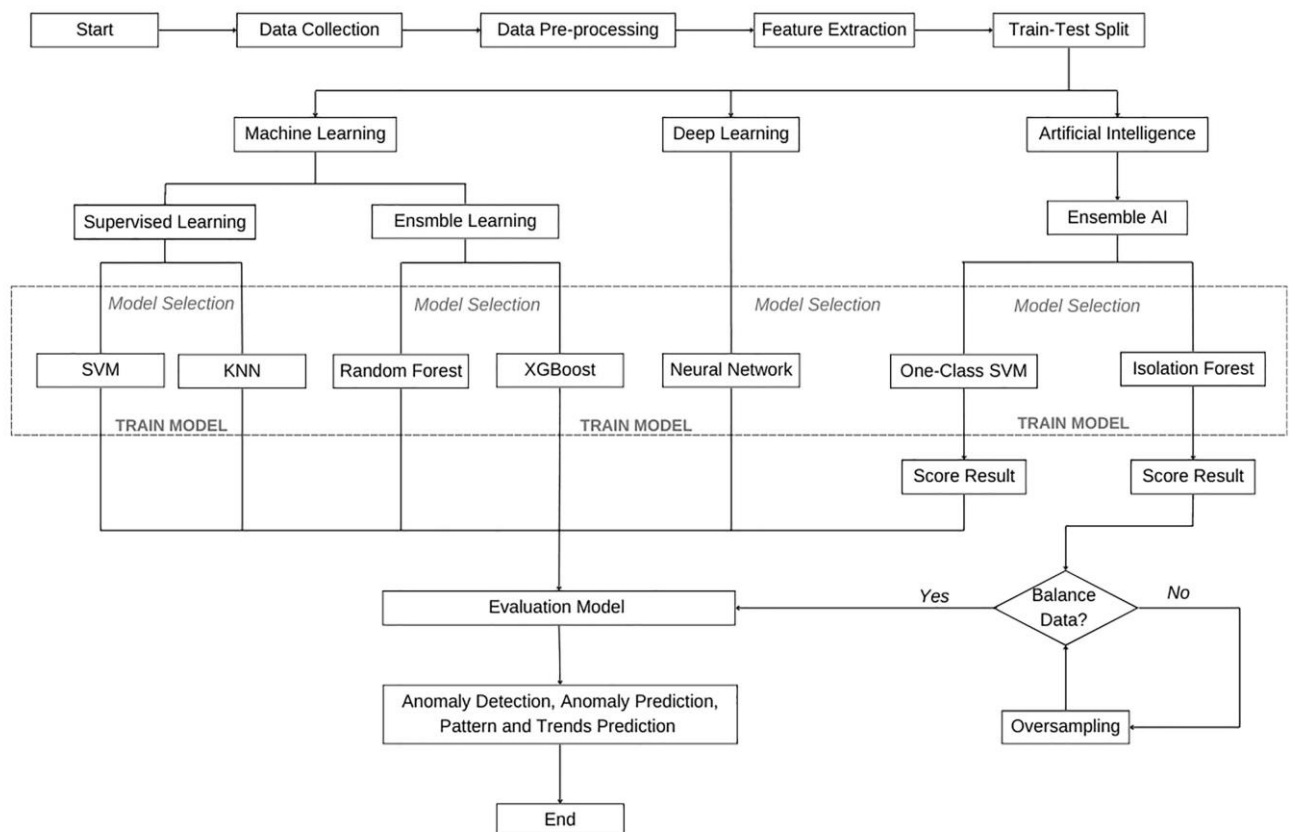 Start
Data Collection
Data Pre-processing
Feature Extraction
Train-Test Split
Machine Learning
Deep Learning
Artificial Intelligence
Supervised Learning
Ensmble Learning
Ensemble AI
Model Selection
Model Selection
Model Selection
Model Selection
SVM
KNN
Random Forest
XGBoost
Neural Network
One-Class SVM
Isolation Forest
TRAIN MODEL
TRAIN MODEL
TRAIN MODEL
Score Result
Score Result
Evaluation Model
Yes
Balance
Data?
No
Anomaly Detection, Anomaly Prediction,
Pattern and Trends Prediction
Oversampling
End